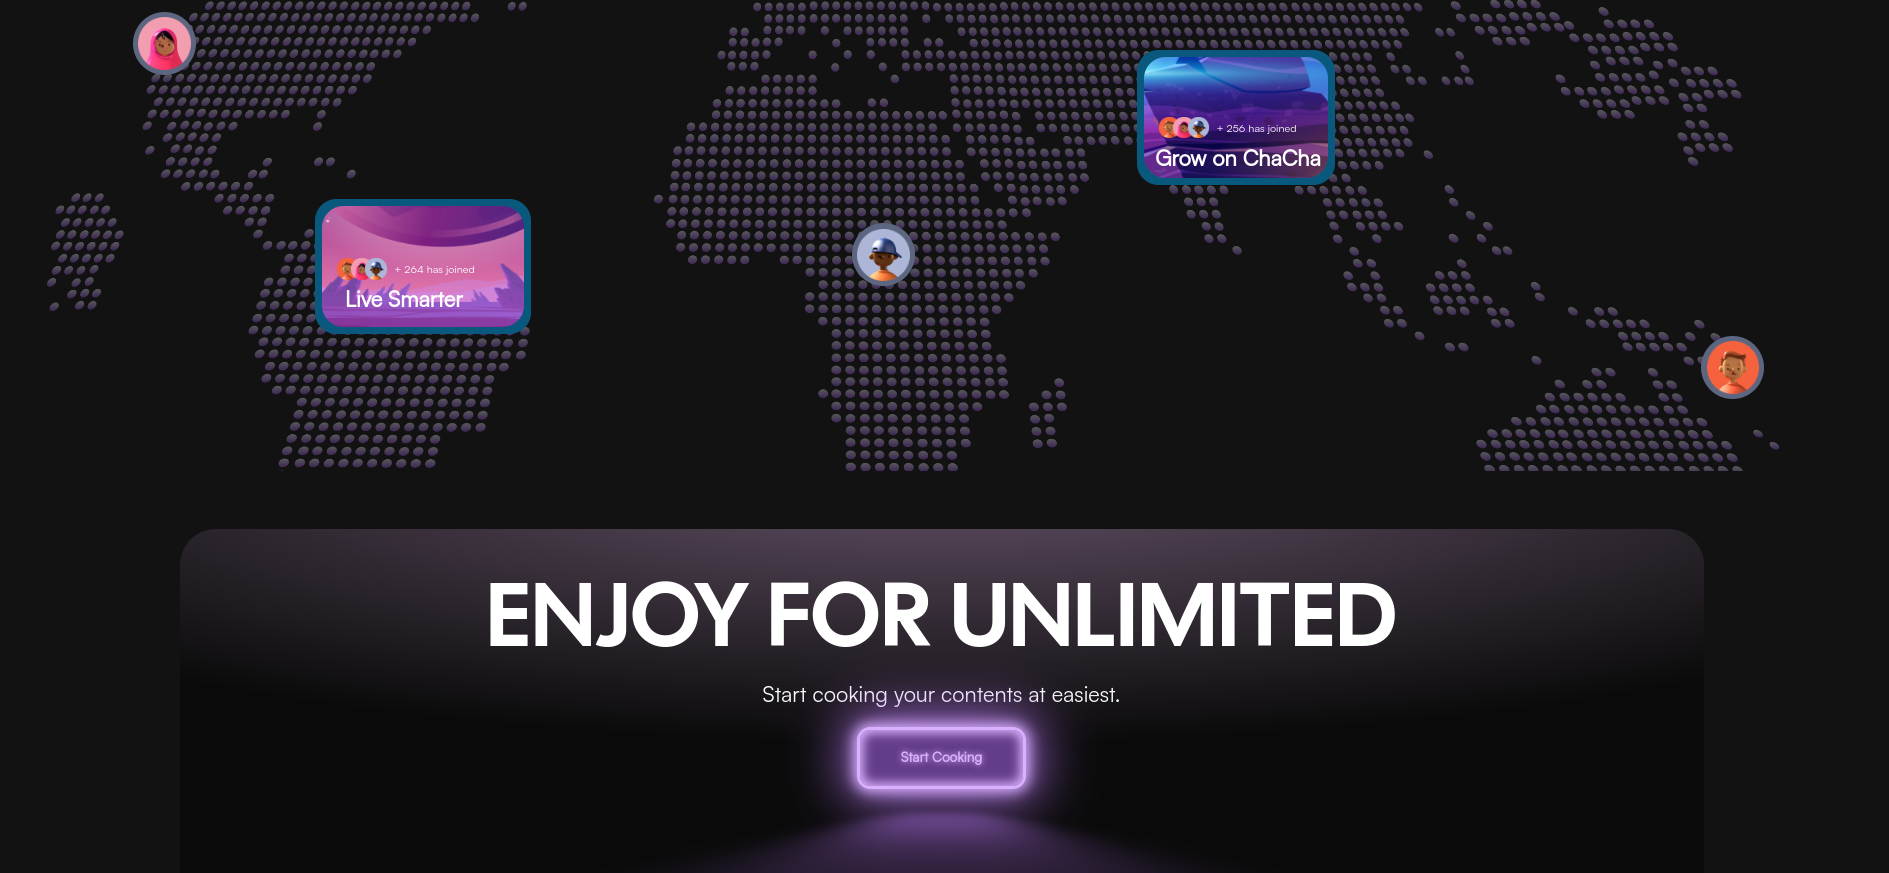 + 256 has joined
Grow on ChaCha
+ 264 has joined
Live Smarter
ENJOY FOR UNLIMITED
Start cooking your contents at easiest.
Start Cooking